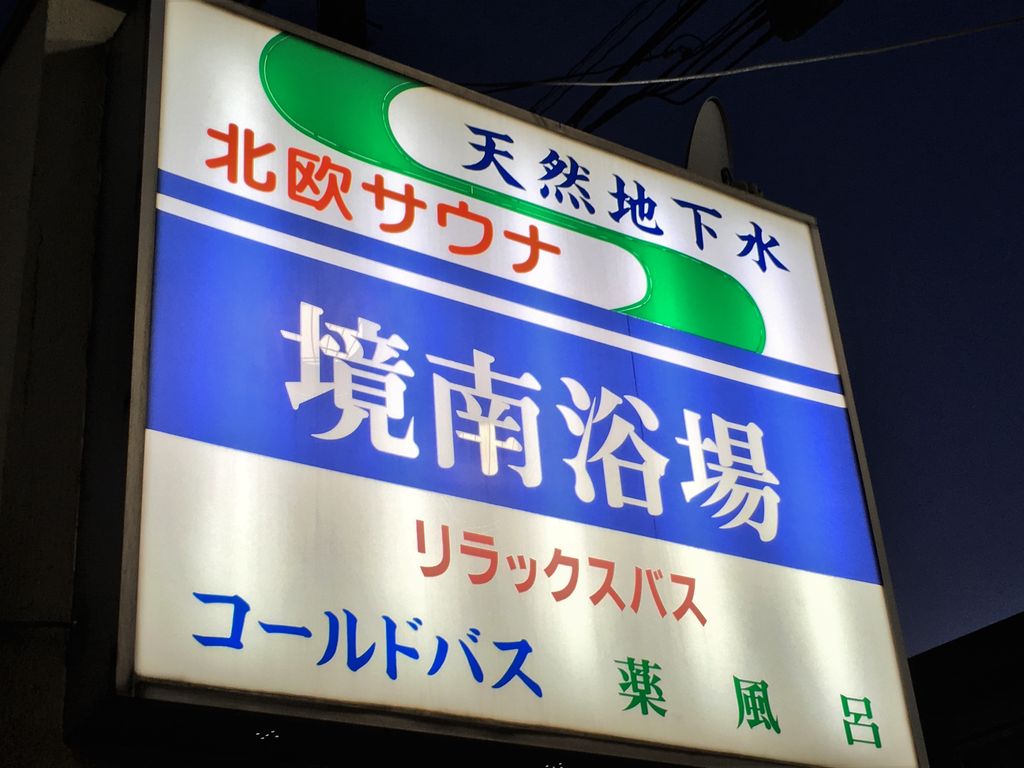 天然地下水
北欧サウナ
境南浴場
リラックスバス
コールドバス
薬風呂